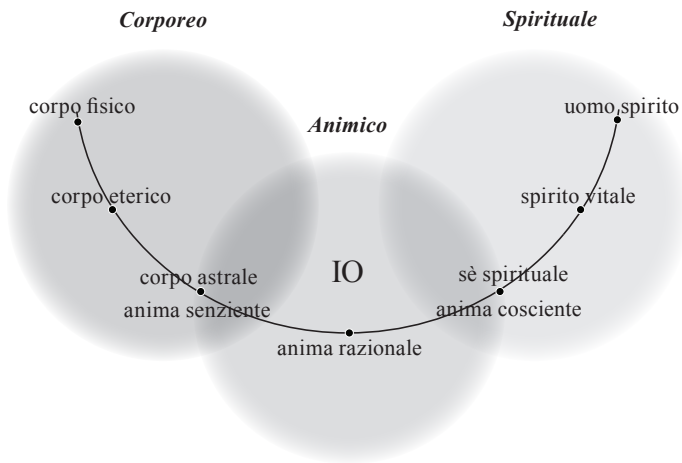 Corporeo
Spirituale
corpo fisico
uomo spirito
Animico
corpo eterico
spirito vitale
corpo astrale
IO
sè spirituale
anima senziente
anima cosciente
anima razionale